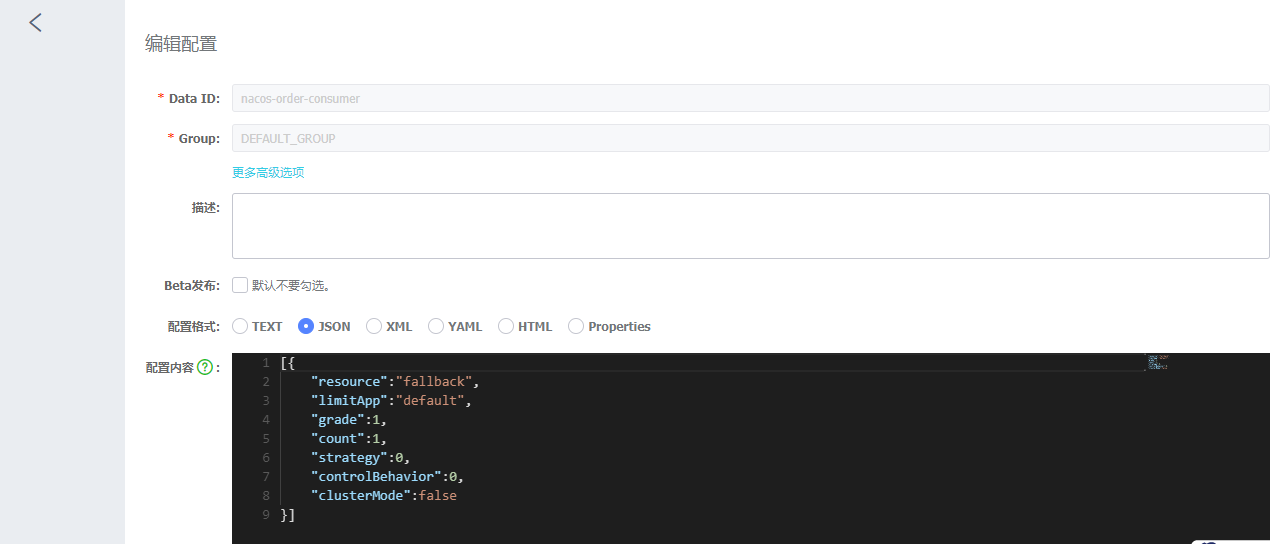 编辑配置
* Data ID: nacos-order-consumer
* Group: DEFAULT_GROUP
更多高级选项
描述:
Beta发布: 默认不要勾选。
配置格式: TEXT JSON XML YAML HTML Properties
配置内容 ? :
1 [{
2 "resource":"fallback",
3 "limitApp":"default",
4 "grade":1,
5 "count":1,
6 "strategy":0,
7 "controlBehavior":0,
8 "clusterMode":false
9 }]